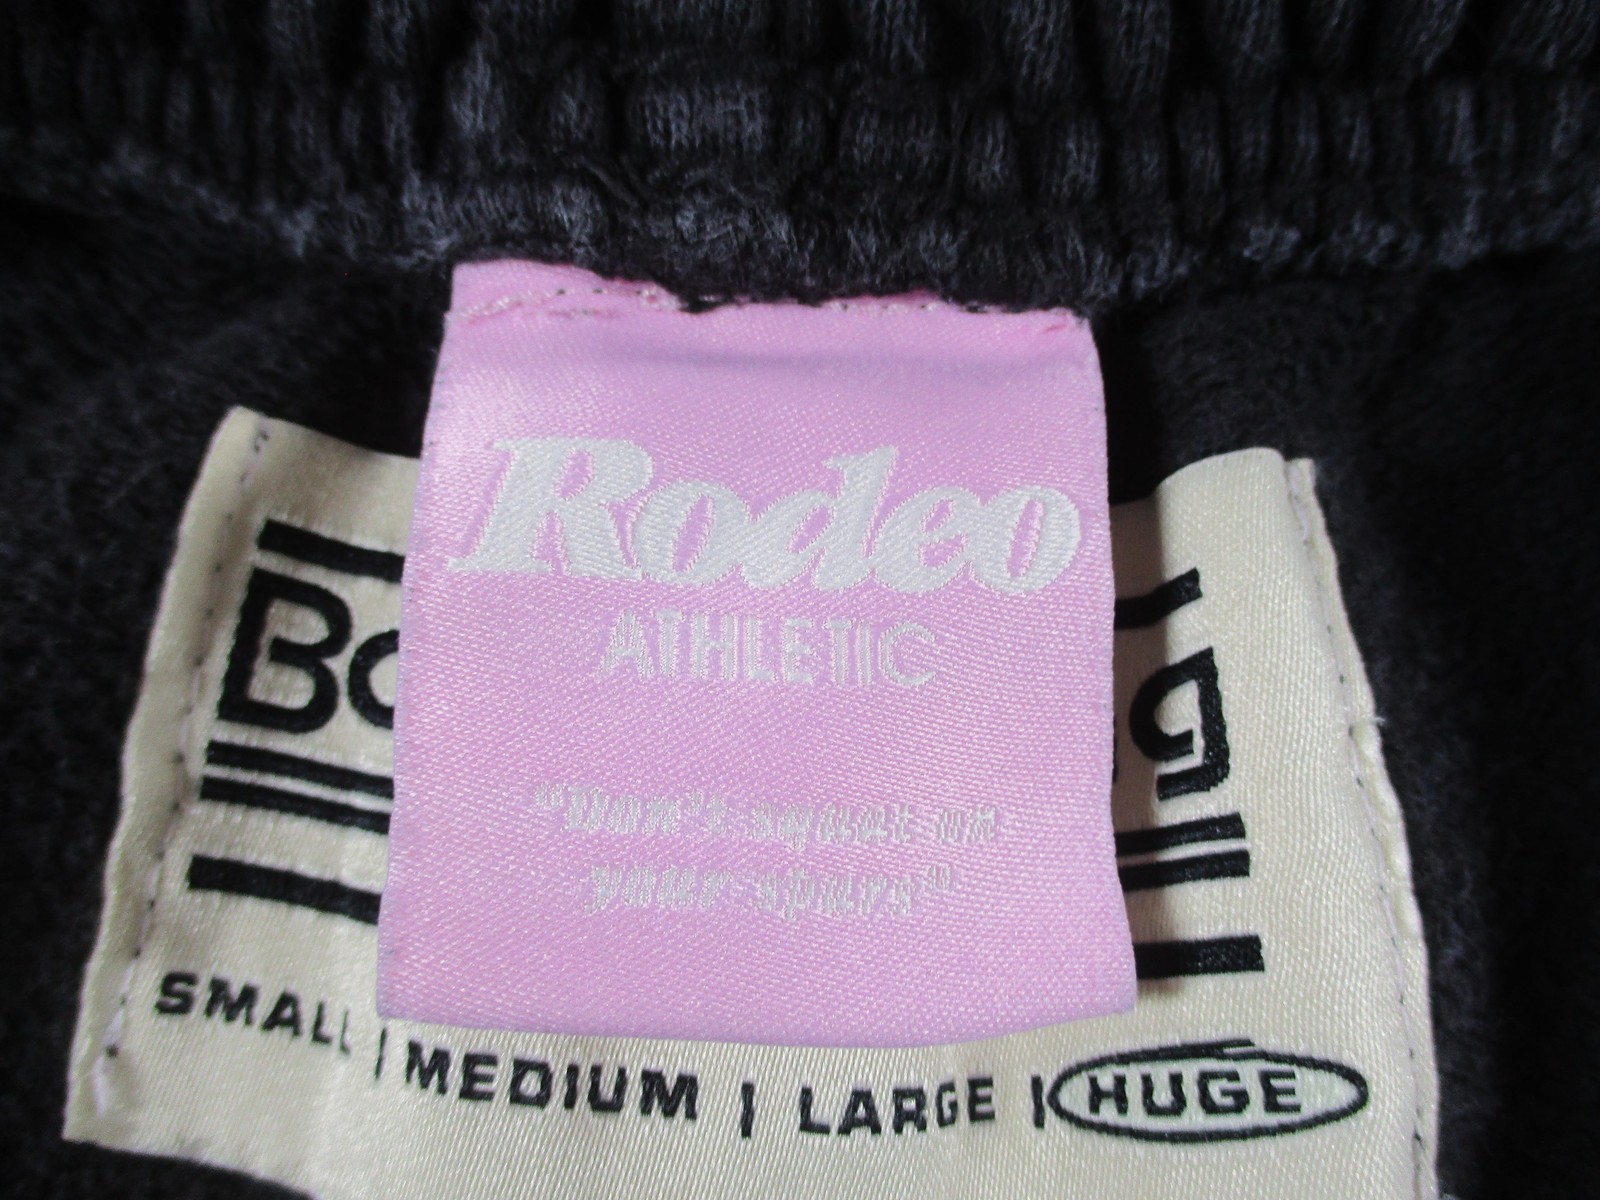 Rodeo
ATHLETIC
"Don't squat on
your spurs"
SMALL | MEDIUM | LARGE | HUGE